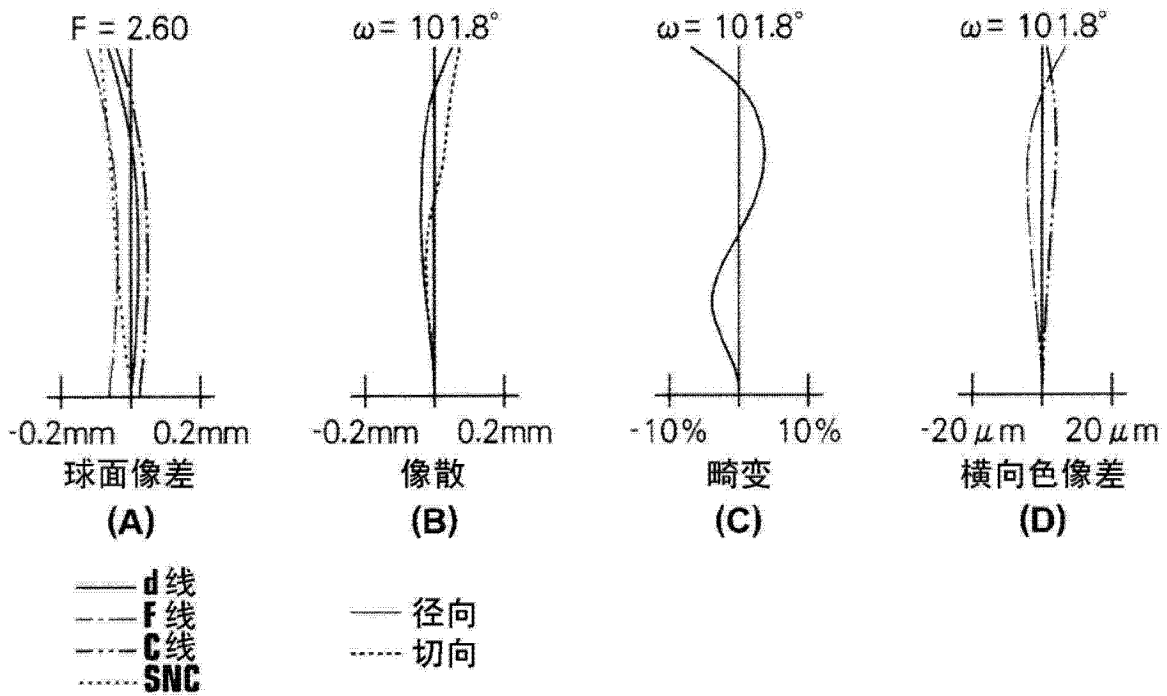 F = 2.60
ω= 101.8°
ω= 101.8°
ω= 101.8°
-0.2mm 0.2mm
-0.2mm 0.2mm
-10% 10%
-20 μm 20 μm
球面像差
像散
畸变
横向色像差
(A)
(B)
(C)
(D)
d线
F线
C线
SNC
径向
切向